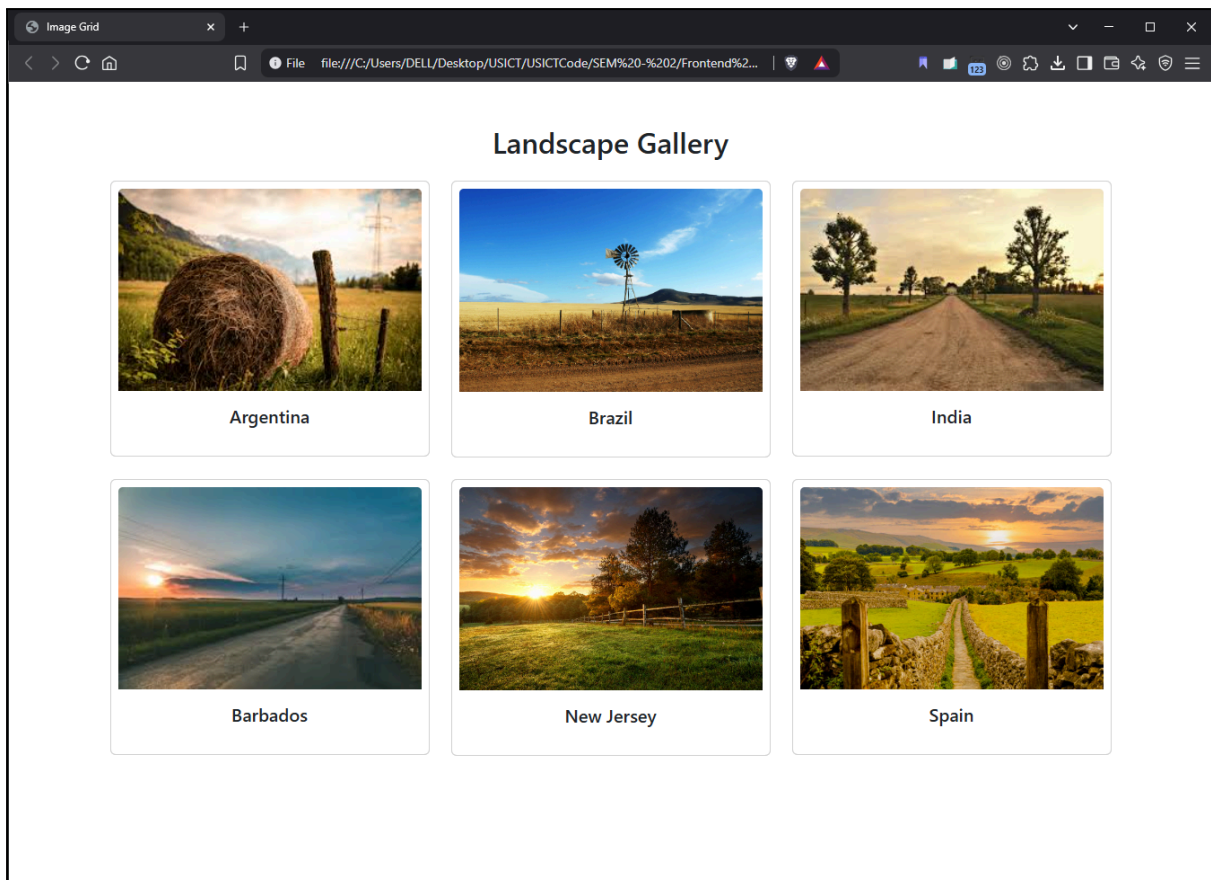 Image Grid
File file:///C:/Users/DELL/Desktop/USICT/USICTCode/SEM%20-%202/Frontend%2...
123
Landscape Gallery
Argentina Brazil India
Barbados New Jersey Spain